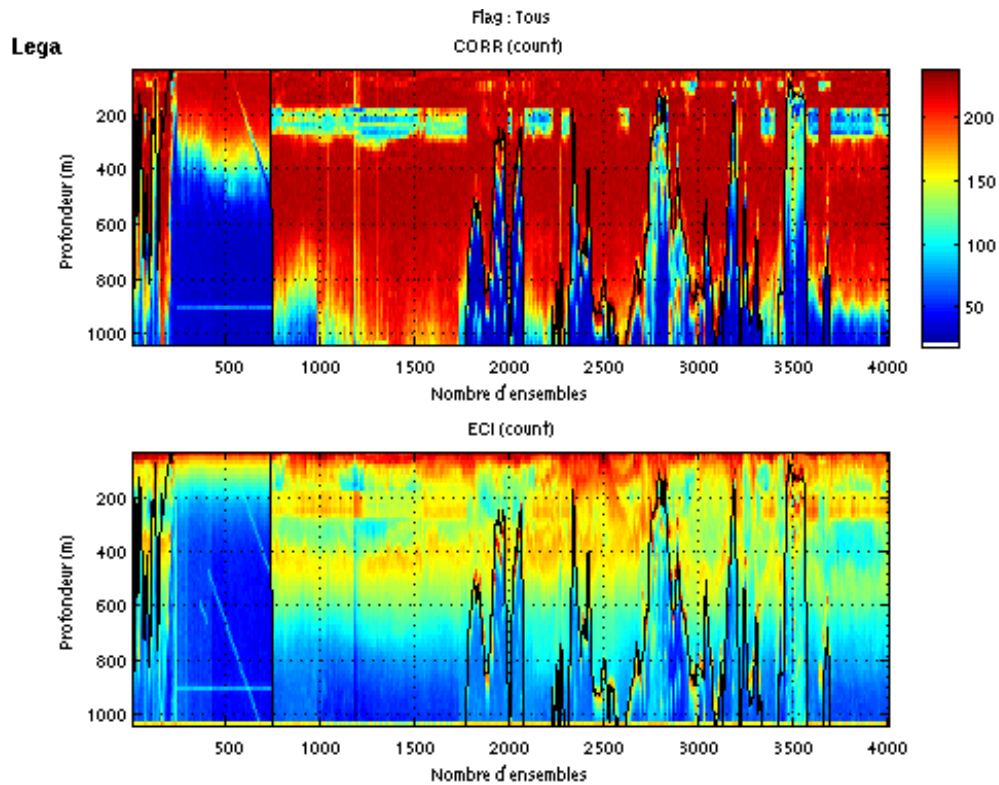 Flag : Tous
Lega
CORR (count)
Profondeur (m)
200
400
600
800
1000
500 1000 1500 2000 2500 3000 3500 4000
Nombre d'ensembles
200
150
100
50
ECI (count)
Profondeur (m)
200
400
600
800
1000
500 1000 1500 2000 2500 3000 3500 4000
Nombre d'ensembles